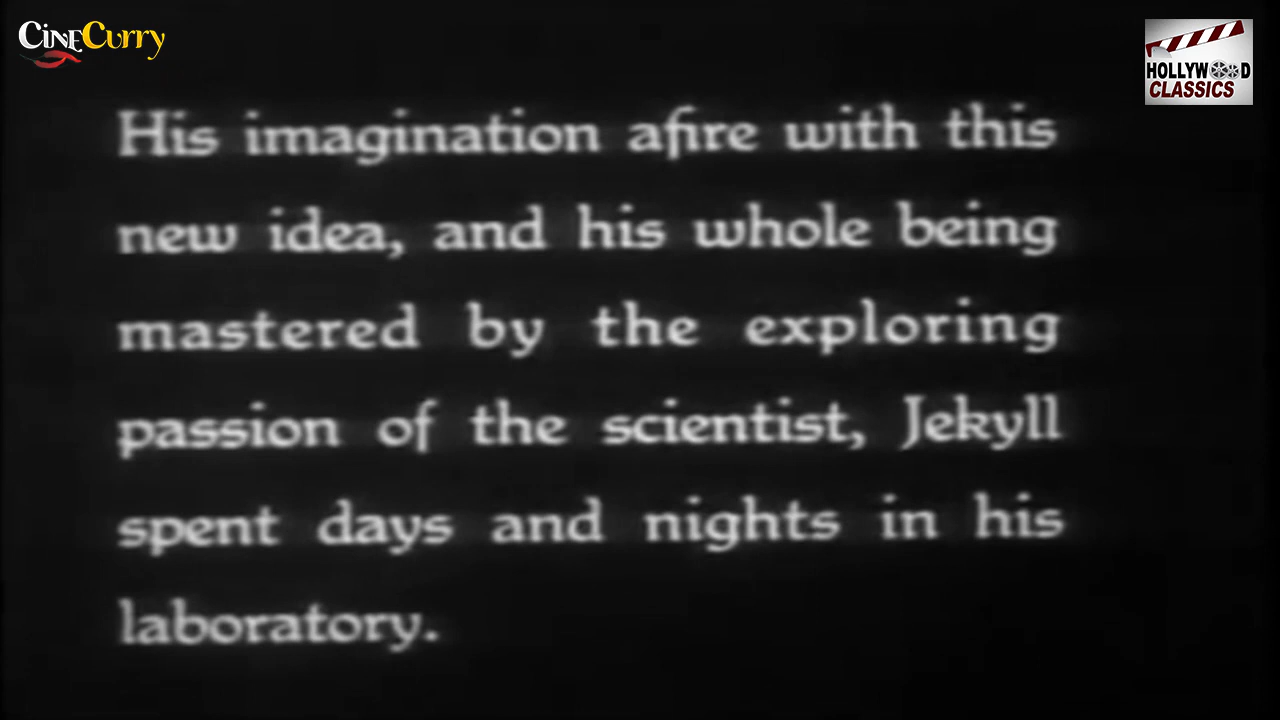 CineCurry
HOLLYWOOD
CLASSICS
His imagination afire with this
new idea, and his whole being
mastered by the exploring
passion of the scientist, Jekyll
spent days and nights in his
laboratory.